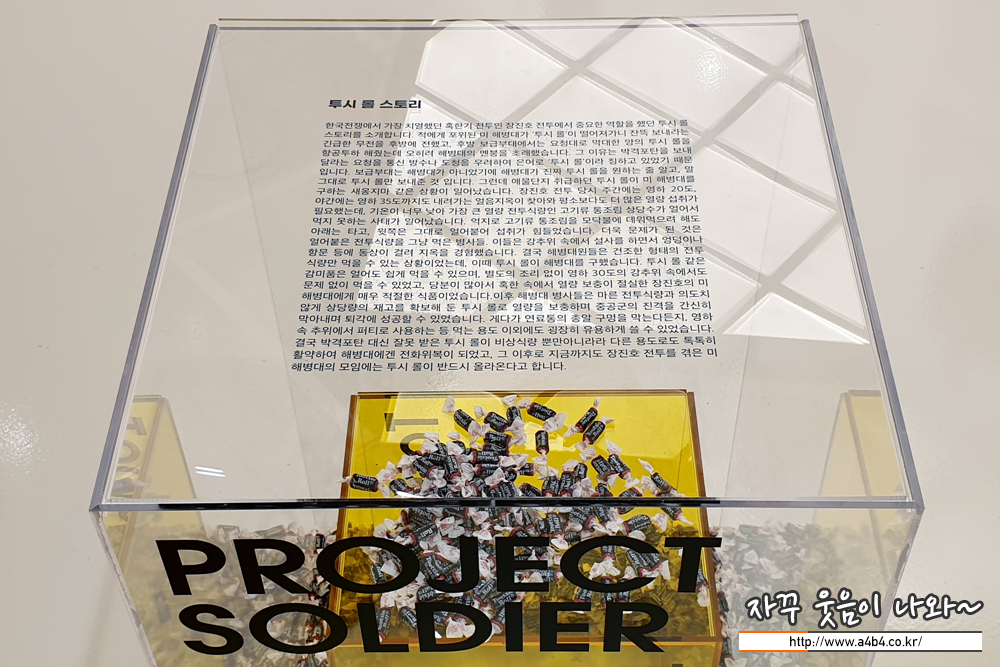 투시 롤 스토리
한국전쟁에서 가장 치열했던 혹한기 전투인 장진호 전투에서 중요한 역할을 했던 투시 롤
스토리를 소개합니다. 적에게 포위된 미 해병대가 '투시 롤'이 떨어져가니 잔뜩 보내라는
긴급한 무전을 후방에 전했고, 후방 보급부대에서는 요청대로 막대한 양의 투시 롤을
항공투하 해줬는데 오히려 해병대의 멘붕을 초래했습니다. 그 이유는 박격포탄을 보내
달라는 요청을 통신 방수나 도청을 우려하여 은어로 '투시 롤'이라 칭하고 있었기 때문
입니다. 보급부대는 해병대가 아니었기에 해병대가 진짜 투시 롤을 원하는 줄 알고, 말
그대로 투시 롤만 보내준 것 입니다. 그런데 애물단지 취급하던 투시 롤이 미 해병대를
구하는 새옹지마 같은 상황이 일어났습니다. 장진호 전투 당시 주간에는 영하 20도,
야간에는 영하 35도까지도 내려가는 얼음지옥이 찾아와 평소보다도 더 많은 열량 섭취가
필요했는데, 기온이 너무 낮아 가장 큰 열량 전투식량인 고기류 통조림 상당수가 얼어서
먹지 못하는 사태가 일어났습니다. 억지로 고기류 통조림을 모닥불에 데워먹으려 해도
아래는 타고, 윗쪽은 그대로 얼어붙어 섭취가 힘들었습니다. 더욱 문제가 된 것은
얼어붙은 전투식량을 그냥 먹은 병사들. 이들은 강추위 속에서 설사를 하면서 엉덩이나
항문 등에 동상이 걸려 지옥을 경험했습니다. 결국 해병대원들은 건조한 형태의 전투
식량만 먹을 수 있는 상황이었는데, 이때 투시 롤이 해병대를 구했습니다. 투시 롤 같은
감미품은 얼어도 쉽게 먹을 수 있으며, 별도의 조리 없이 영하 30도의 강추위 속에서도
문제 없이 먹을 수 있었고, 당분이 많아서 혹한 속에서 열량 보충이 절실한 장진호의 미
해병대에게 매우 적절한 식품이었습니다.이후 해병대 병사들은 마른 전투식량과 의도치
않게 상당량의 재고를 확보해 둔 투시 롤로 열량을 보충하며 중공군의 진격을 간신히
막아내며 퇴각에 성공할 수 있었습니다. 게다가 연료통의 총알 구멍을 막는다든지, 영하
속 추위에서 퍼티로 사용하는 등 먹는 용도 이외에도 굉장히 유용하게 쓸 수 있었습니다.
결국 박격포탄 대신 잘못 받은 투시 롤이 비상식량 뿐만아니라라 다른 용도로도 톡톡히
활약하여 해병대에겐 전화위복이 되었고, 그 이후로 지금까지도 장진호 전투를 겪은 미
해병대의 모임에는 투시 롤이 반드시 올라온다고 합니다.
PROJECT
SOLDIER
자꾸 웃음이 나와~
http://www.a4b4.co.kr/